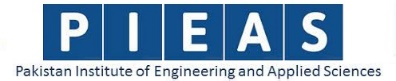 PIEAS
Pakistan Institute of Engineering and Applied Sciences